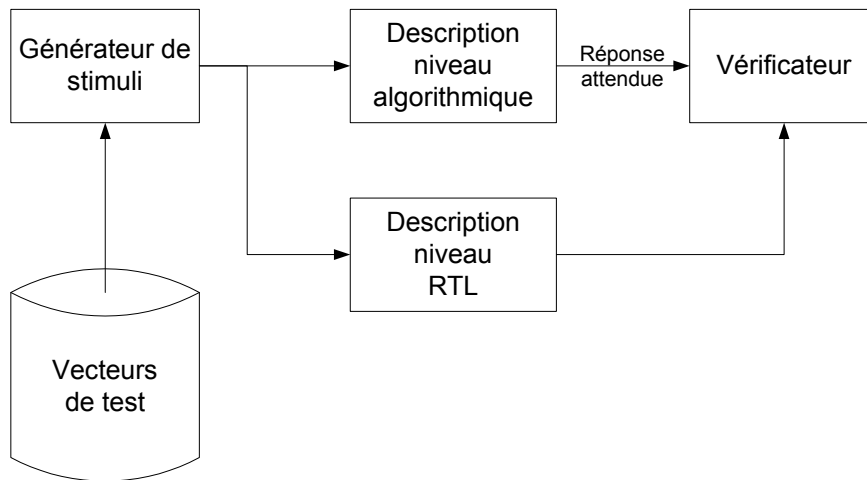 Générateur de
stimuli
Description
niveau
algorithmique
Réponse
attendue
Vérificateur
Description
niveau
RTL
Vecteurs
de test